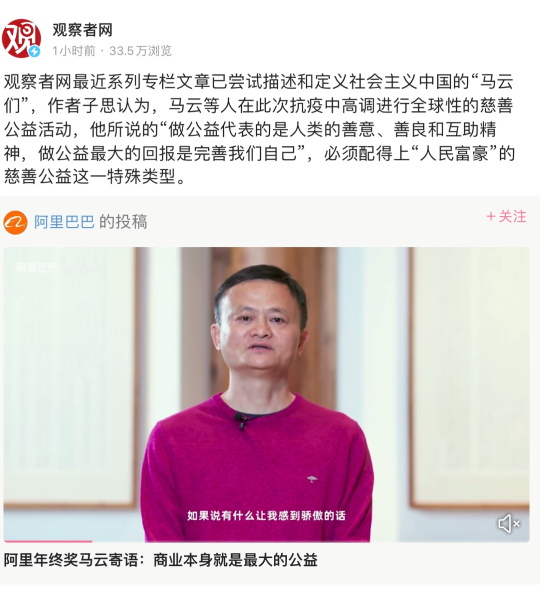 观察者网
1小时前 · 33.5万浏览
观察者网最近系列专栏文章已尝试描述和定义社会主义中国的“马云
们”，作者子思认为，马云等人在此次抗疫中高调进行全球性的慈善
公益活动，他所说的“做公益代表的是人类的善意、善良和互助精
神，做公益最大的回报是完善我们自己”，必须配得上“人民富豪”的
慈善公益这一特殊类型。
阿里巴巴 的投稿
+关注
阿里巴巴
如果说有什么让我感到骄傲的话
阿里年终奖马云寄语：商业本身就是最大的公益